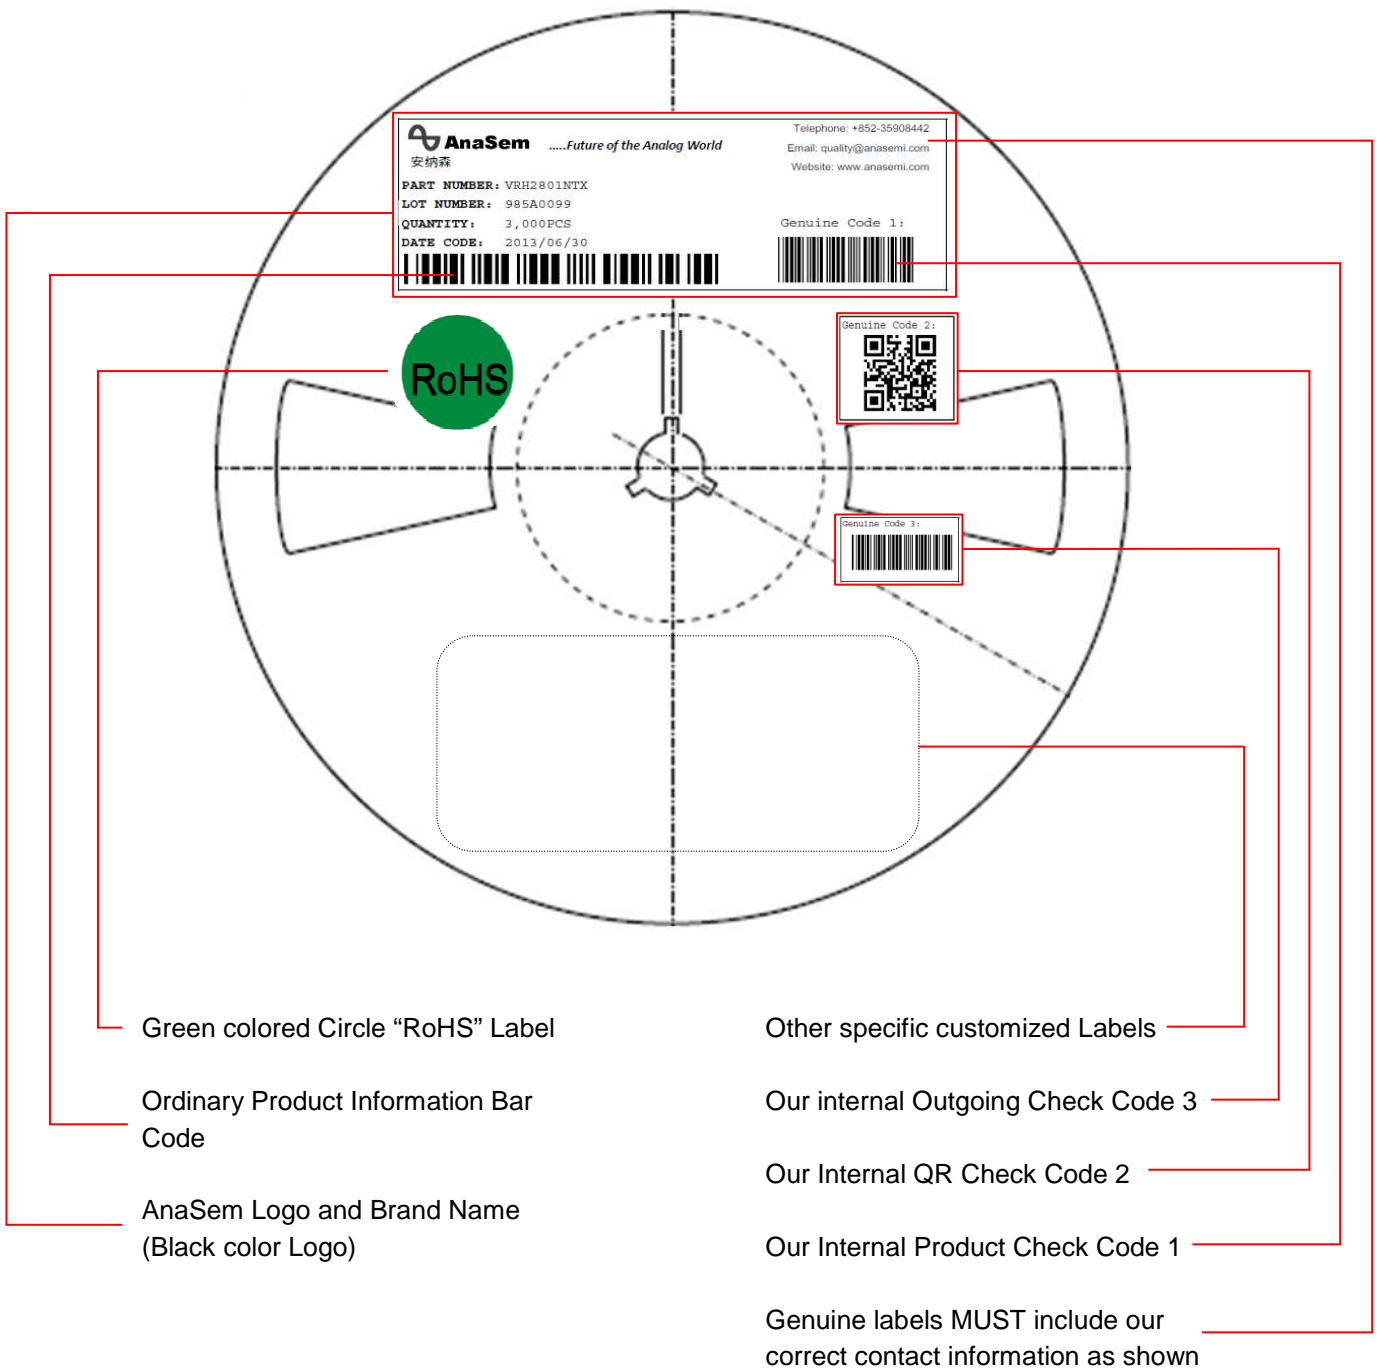 AnaSem .....Future of the Analog World
安纳森
Telephone: +852-35908442
Email: quality@anasemi.com
Website: www.anasemi.com
PART NUMBER: VRH2801NTX
LOT NUMBER: 985A0099
QUANTITY: 3,000PCS
DATE CODE: 2013/06/30
Genuine Code 1:
RoHS
Genuine Code 2:
Genuine Code 3:
Green colored Circle “RoHS” Label
Ordinary Product Information Bar
Code
AnaSem Logo and Brand Name
(Black color Logo)
Other specific customized Labels
Our internal Outgoing Check Code 3
Our Internal QR Check Code 2
Our Internal Product Check Code 1
Genuine labels MUST include our
correct contact information as shown